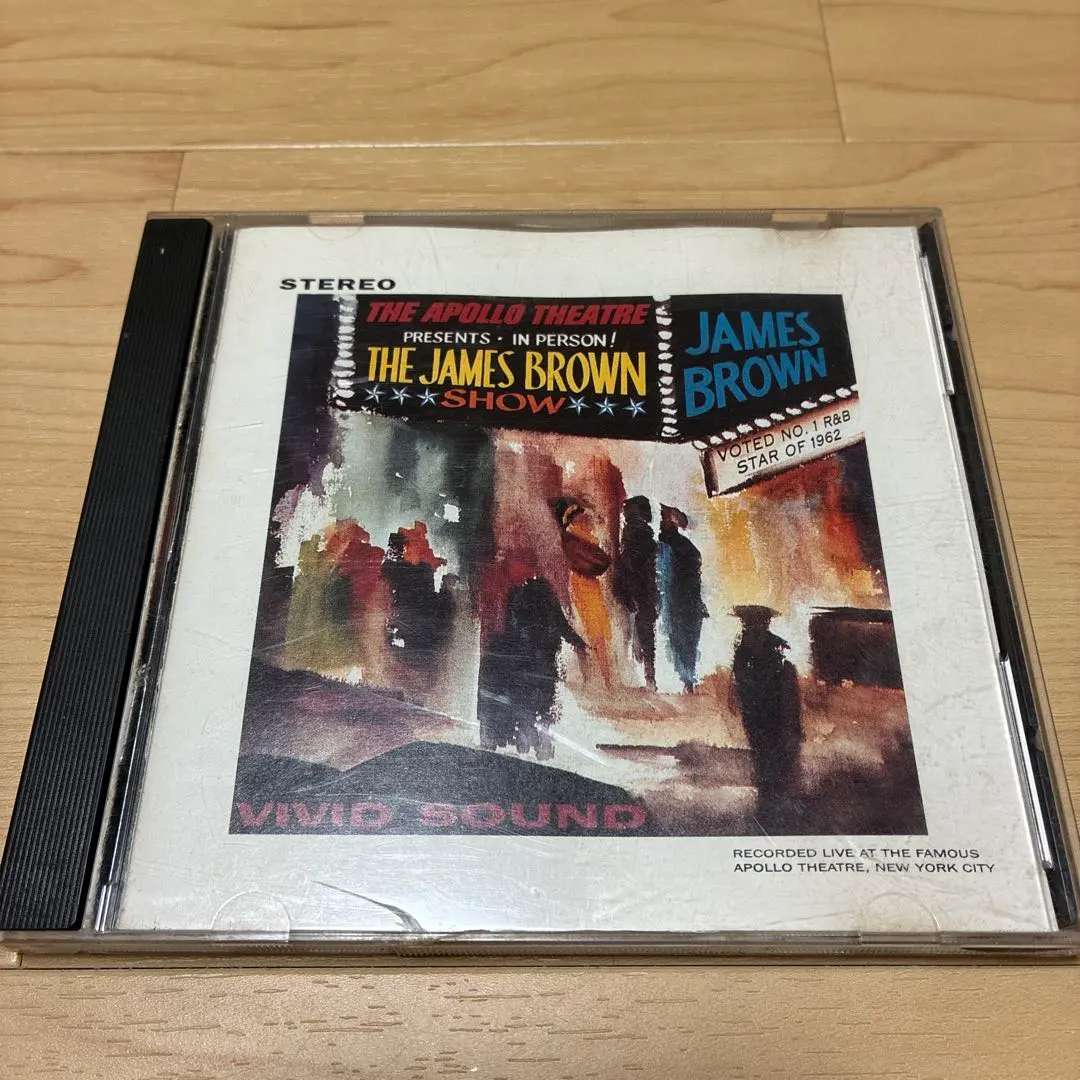 STEREO
THE APOLLO THEATRE
PRESENTS · IN PERSON!
THE JAMES BROWN
★★★SHOW★★★
JAMES
BROWN
VOTED NO. 1 R&B
STAR OF 1962
VIVID SOUND
RECORDED LIVE AT THE FAMOUS
APOLLO THEATRE, NEW YORK CITY